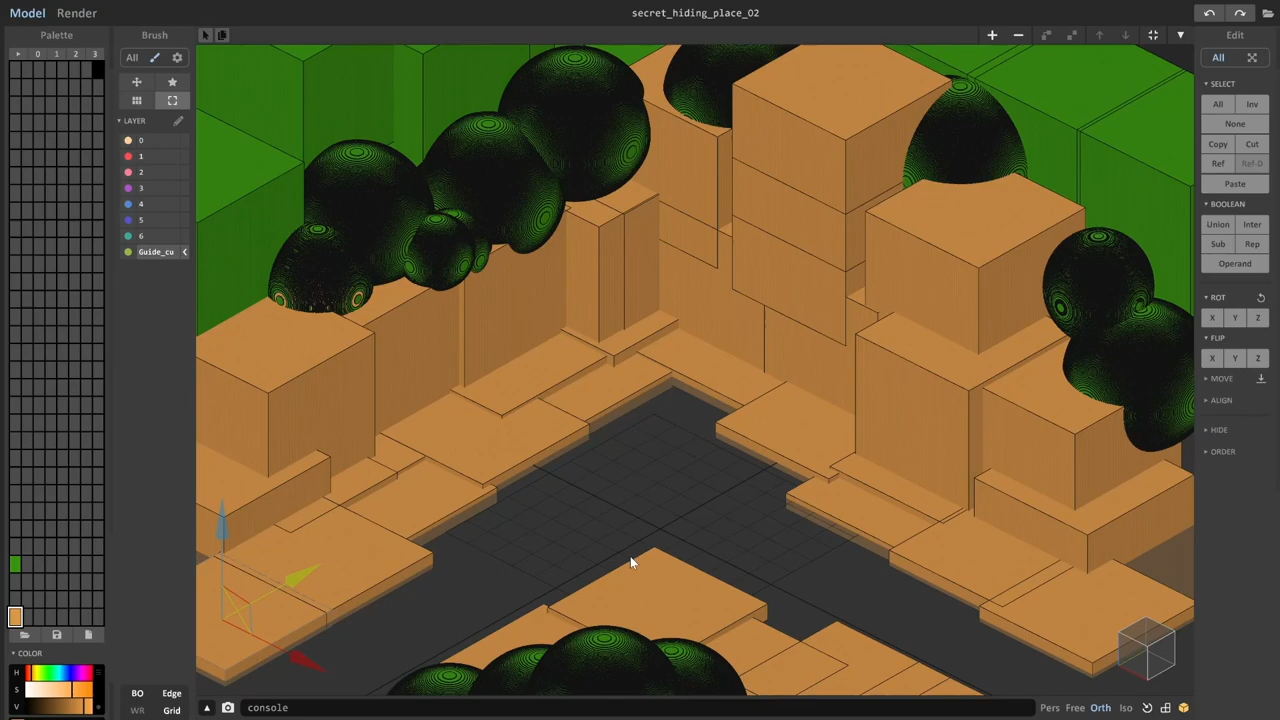 Model Render
secret_hiding_place_02
Palette
Brush
Edit
0 1 2 3
All
All
LAYER
0
1
2
3
4
5
6
Guide_cu
SELECT
All Inv
None
Copy Cut
Ref Ref-D
Paste
BOOLEAN
Union Inter
Sub Rep
Operand
ROT
X Y Z
FLIP
X Y Z
MOVE
ALIGN
HIDE
ORDER
COLOR
H
S
V
BO Edge
WR Grid
console
Pers Free Orth Iso